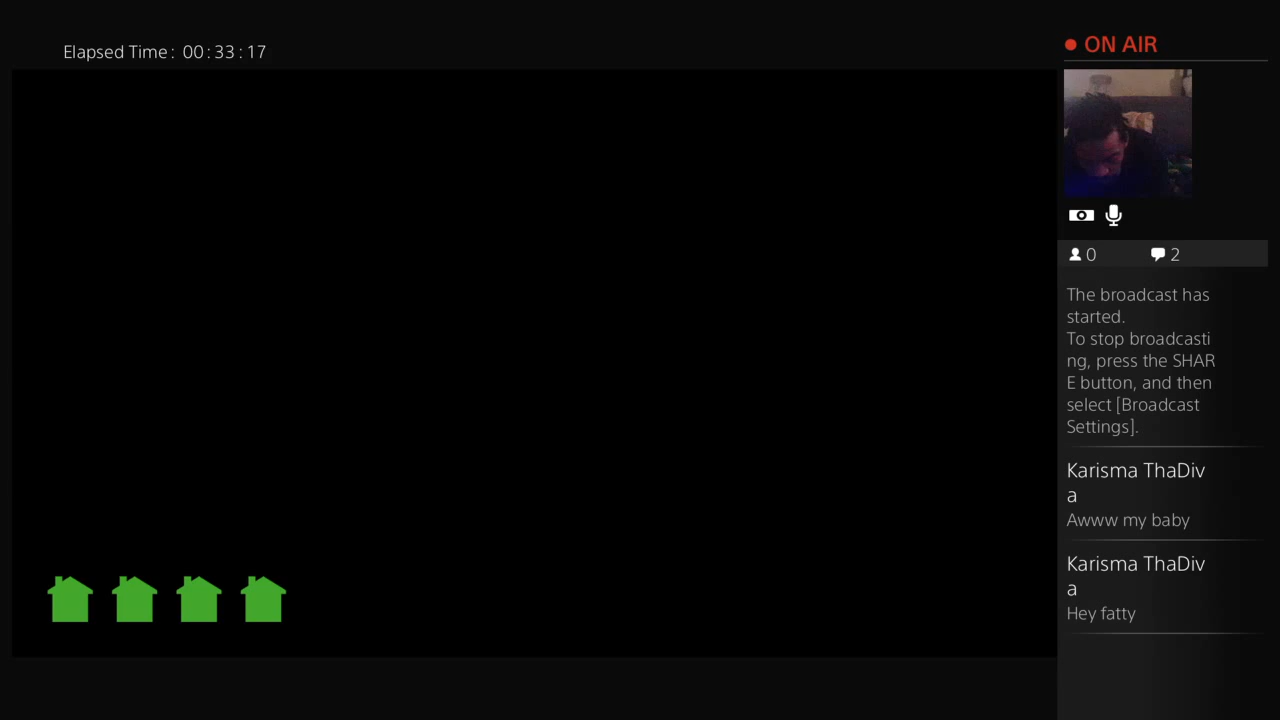 Elapsed Time: 00:33:17
ON AIR
0 2
The broadcast has
started.
To stop broadcasti
ng, press the SHAR
E button, and then
select [Broadcast
Settings].
Karisma ThaDiv
a
Awww my baby
Karisma ThaDiv
a
Hey fatty